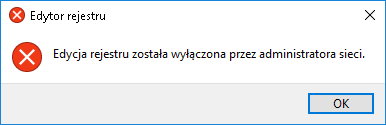 Edytor rejestru
Edycja rejestru została wyłączona przez administratora sieci.
OK